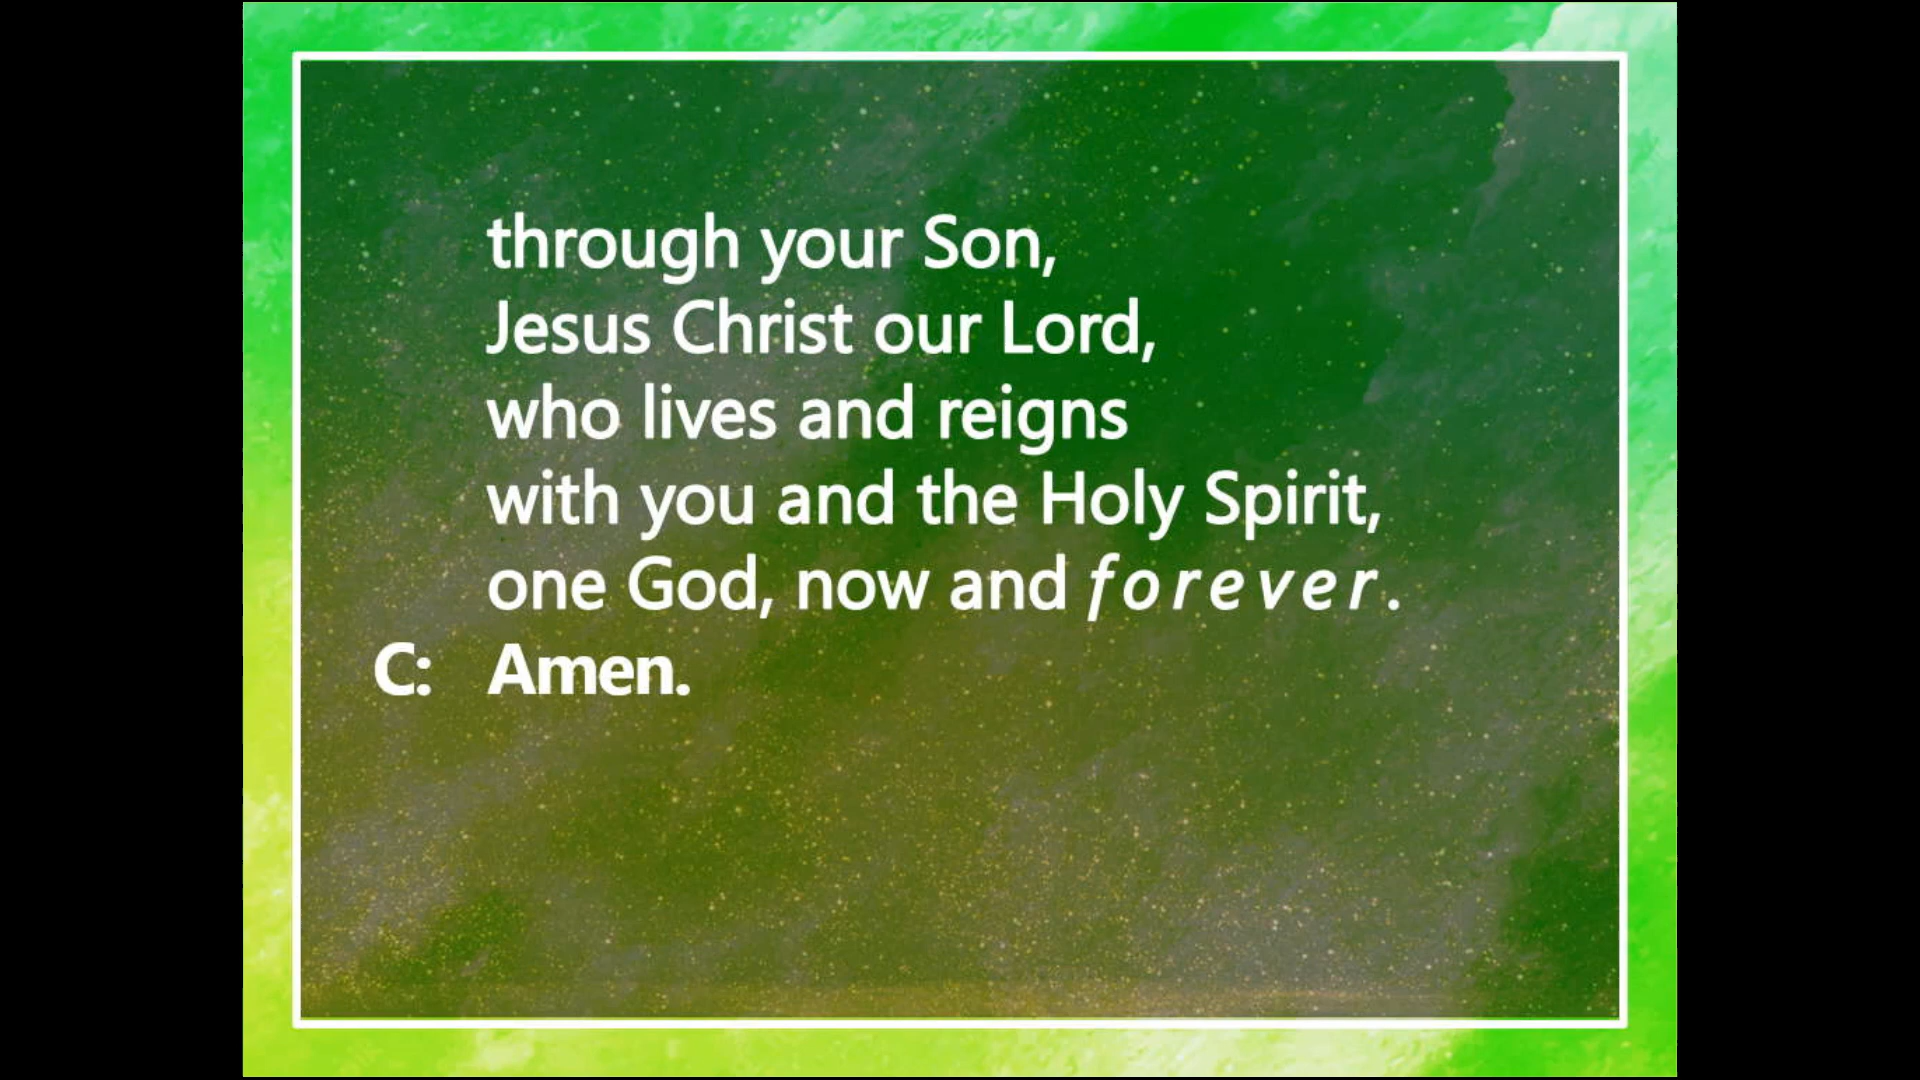 through your Son,
Jesus Christ our Lord,
who lives and reigns
with you and the Holy Spirit,
one God, now and forever.
C: Amen.